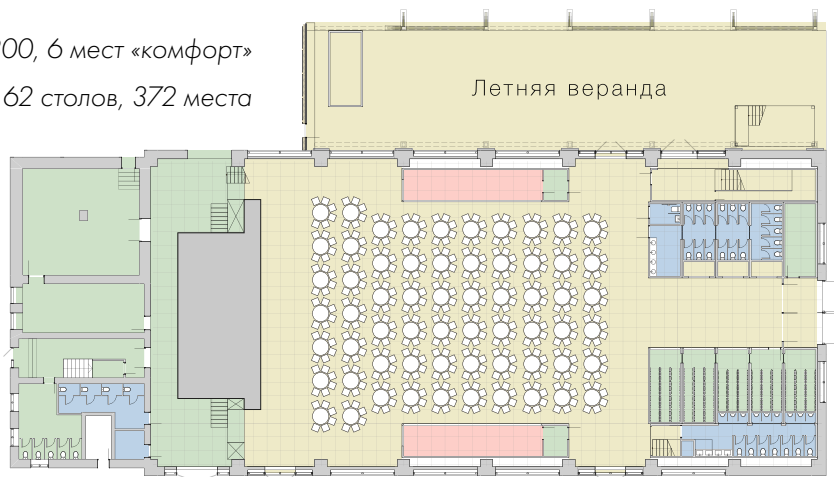 00, 6 мест «комфорт»
62 столов, 372 места
Летняя веранда